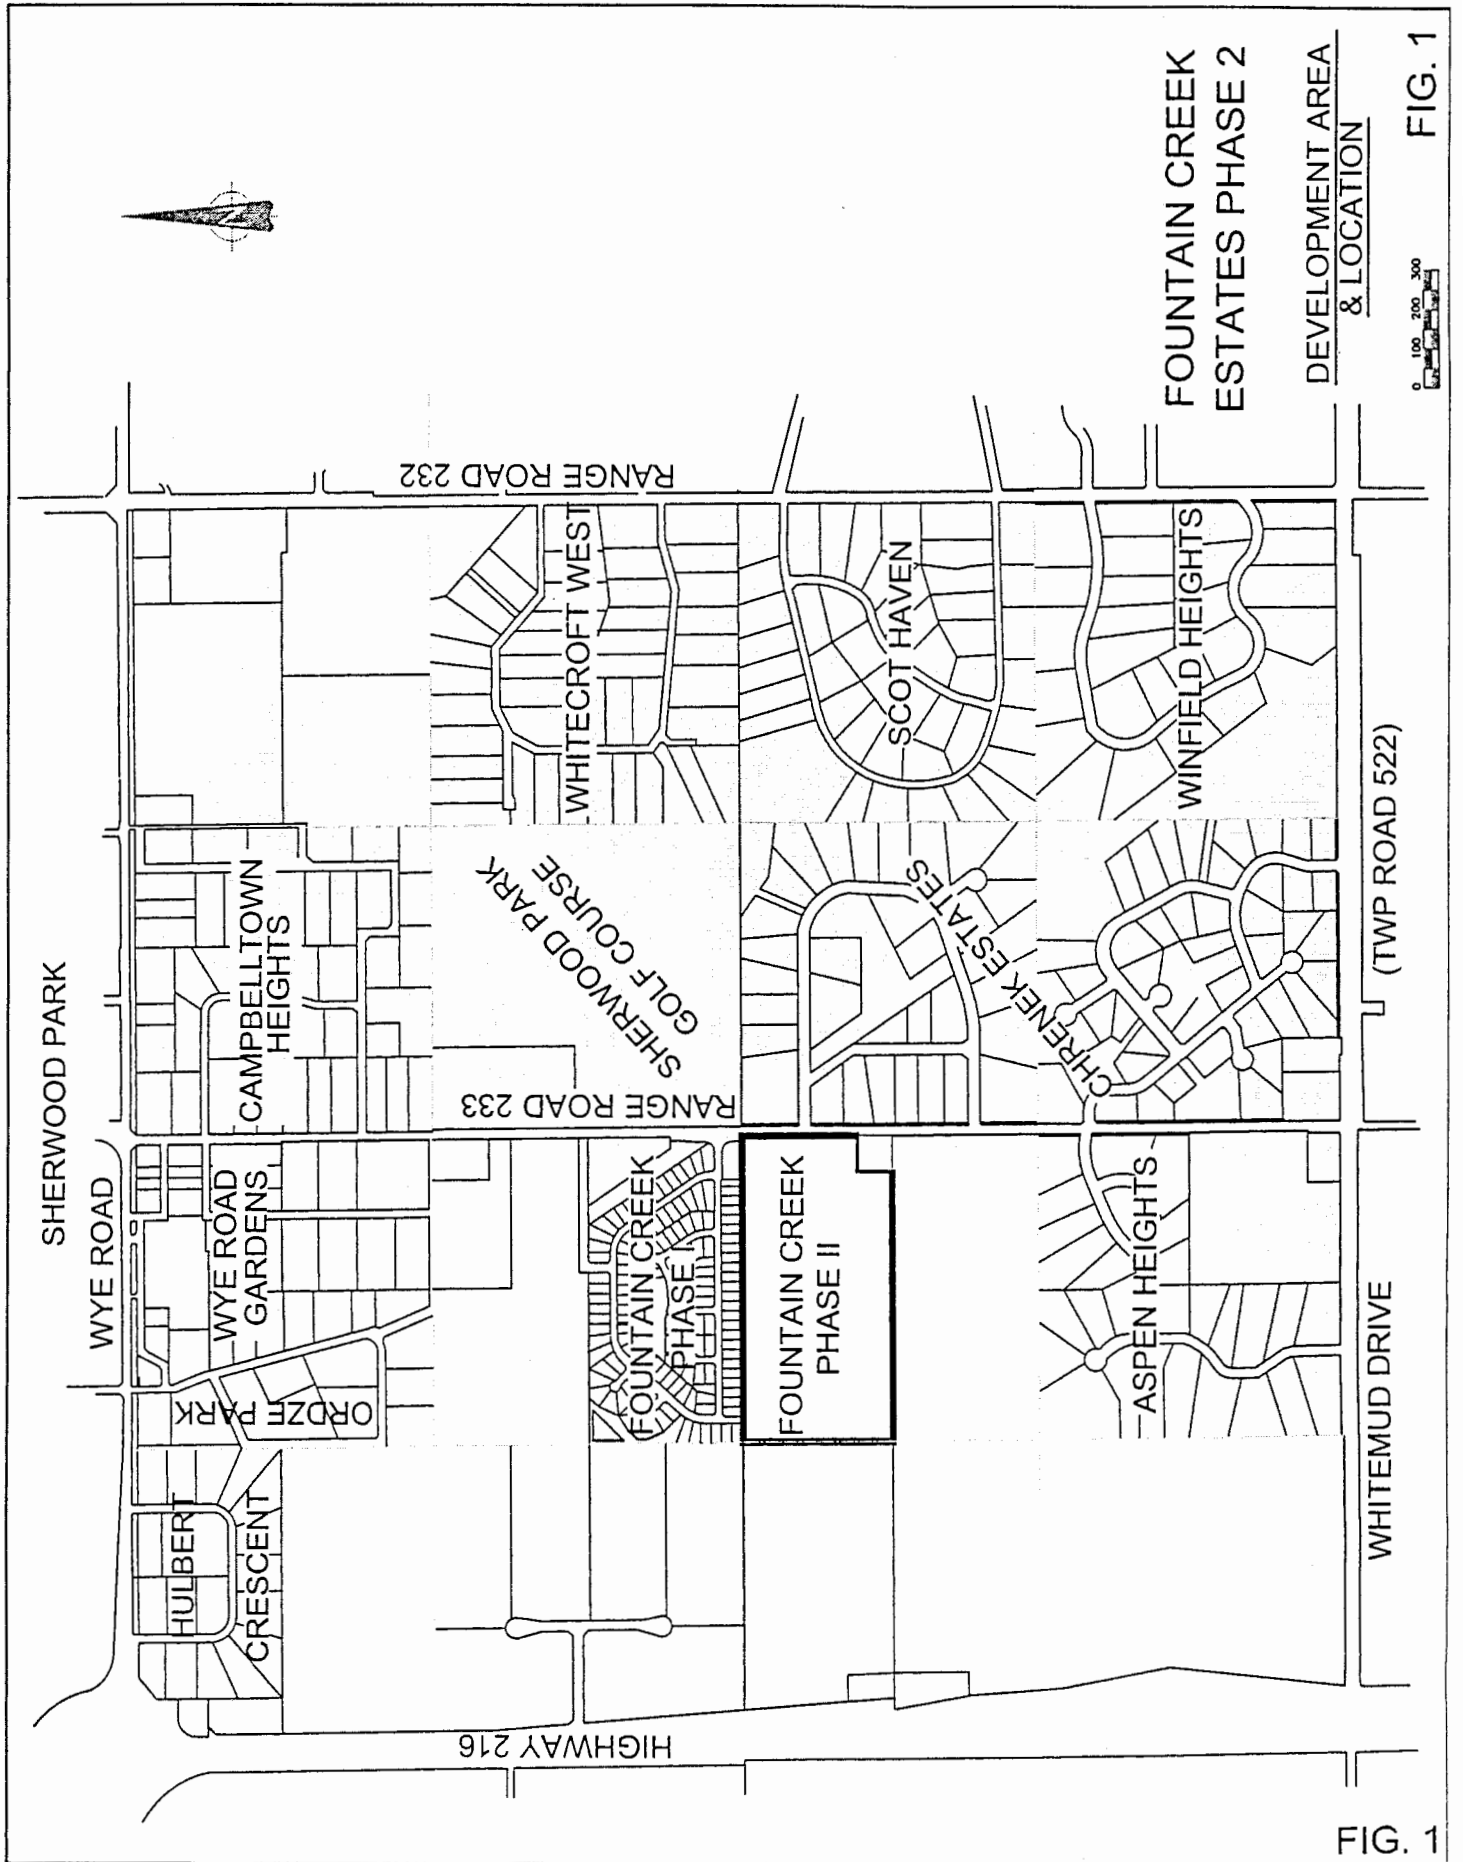 SHERWOOD PARK
WYE ROAD
HULBERT
CRESCENT
ORDZE PARK
WYE ROAD
GARDENS
CAMPBELLTOWN
HEIGHTS
HIGHWAY 216
RANGE ROAD 233
RANGE ROAD 232
SHERWOOD PARK
GOLF COURSE
WHITECROFT WEST
FOUNTAIN CREEK
PHASE I
FOUNTAIN CREEK
PHASE II
CHRENEK ESTATES
SCOT HAVEN
ASPEN HEIGHTS
WINFIELD HEIGHTS
WHITEMUD DRIVE
(TWP ROAD 522)
FOUNTAIN CREEK
ESTATES PHASE 2
DEVELOPMENT AREA
& LOCATION
0 100 200 300
FIG. 1
FIG. 1